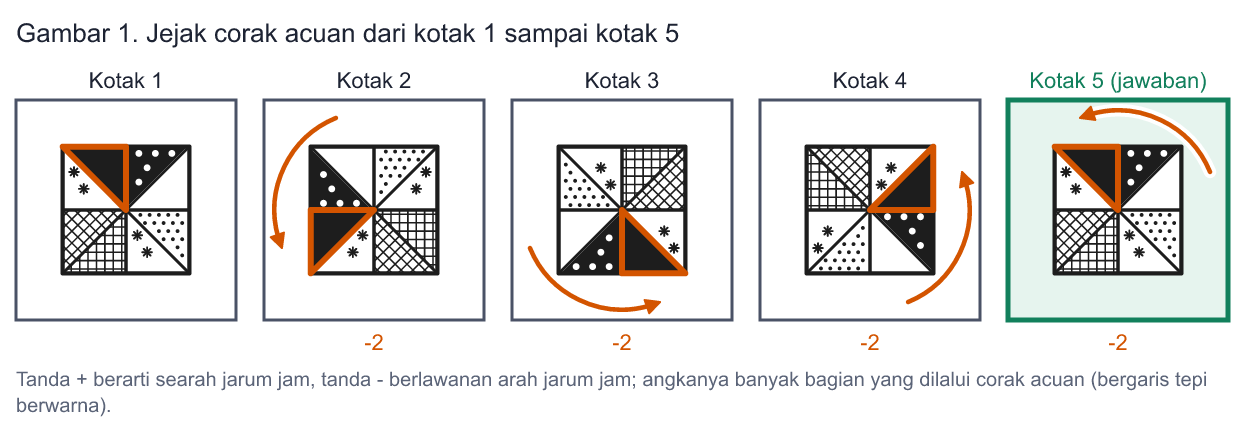 Gambar 1. Jejak corak acuan dari kotak 1 sampai kotak 5
Kotak 1
Kotak 2
Kotak 3
Kotak 4
Kotak 5 (jawaban)
-2
-2
-2
-2
Tanda + berarti searah jarum jam, tanda - berlawanan arah jarum jam; angkanya banyak bagian yang dilalui corak acuan (bergaris tepi
berwarna).